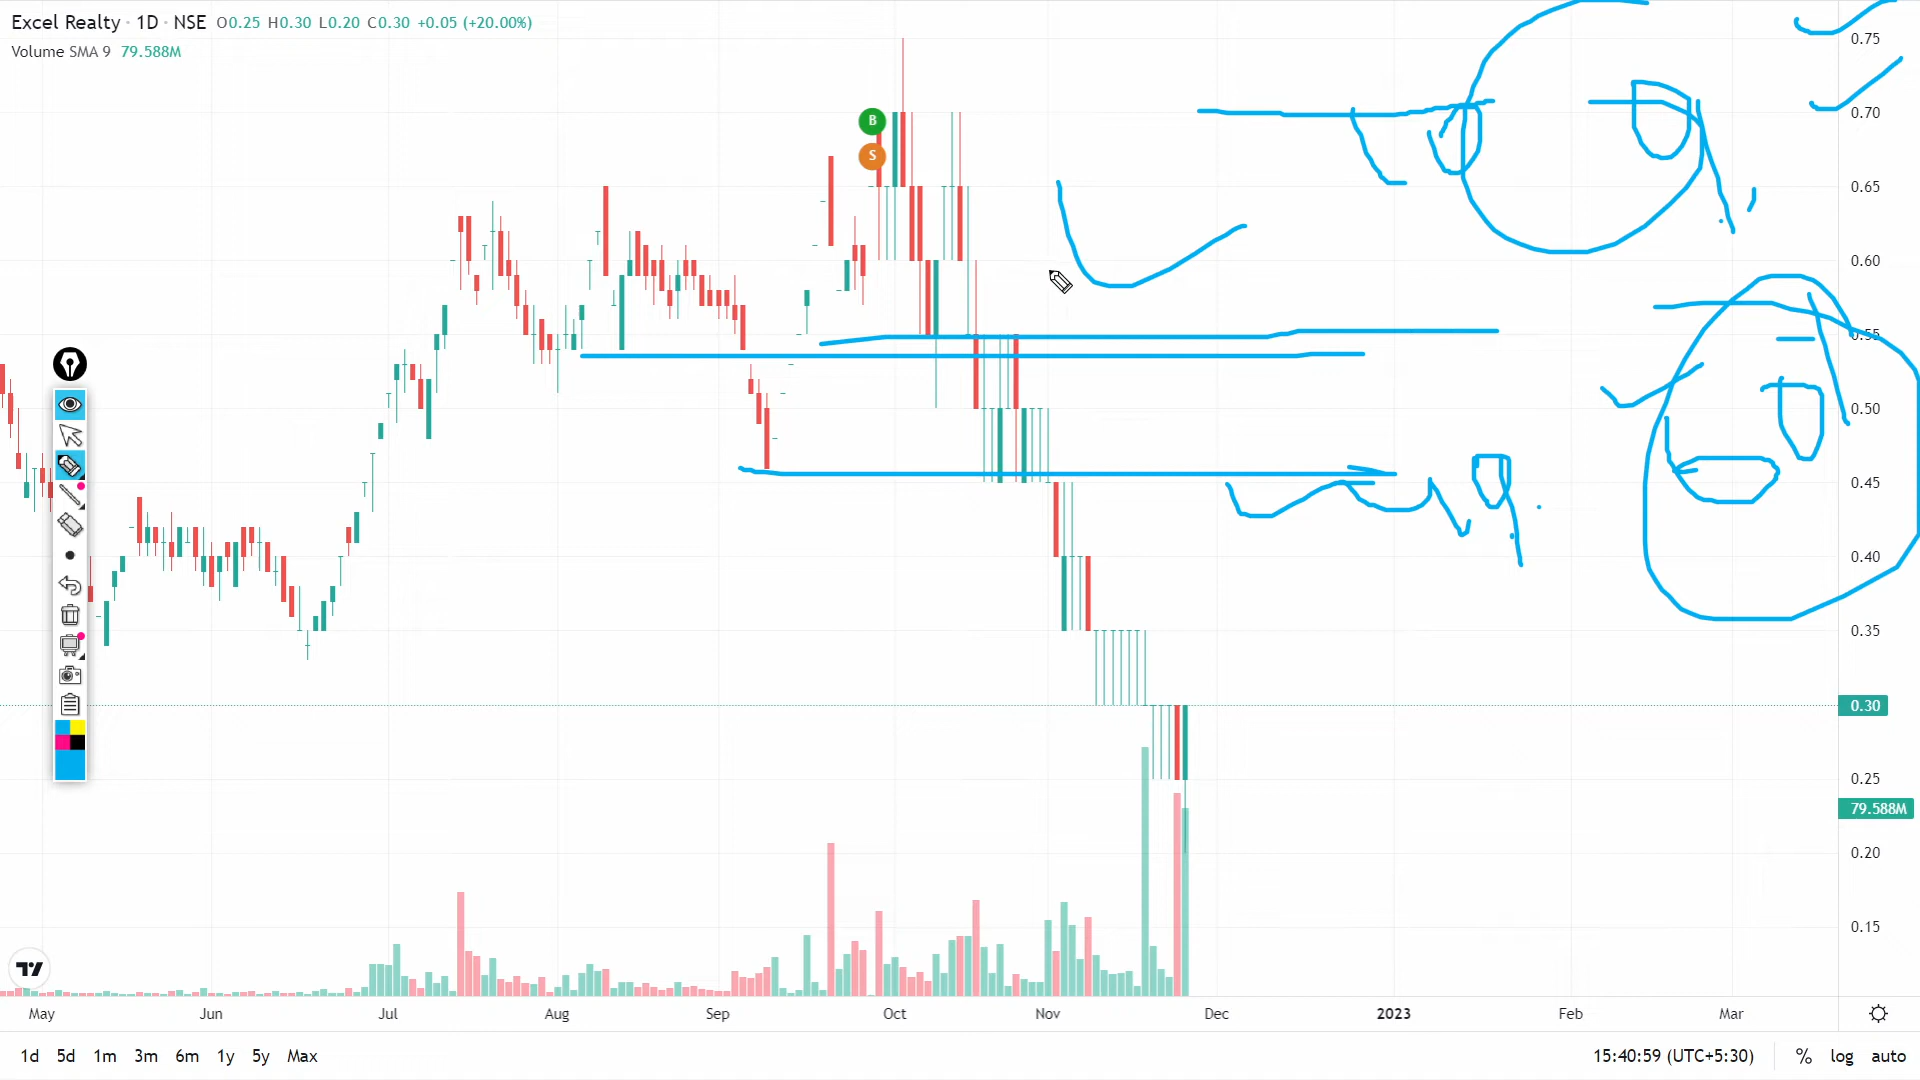 Excel Realty · 1D · NSE O0.25 H0.30 L0.20 C0.30 +0.05 (+20.00%)
Volume SMA 9 79.588M
B
S
0.75
0.70
0.65
0.60
0.55
0.50
0.45
0.40
0.35
0.30
0.25
79.588M
0.20
0.15
May Jun Jul Aug Sep Oct Nov Dec 2023 Feb Mar
1d 5d 1m 3m 6m 1y 5y Max 15:40:59 (UTC+5:30) % log auto